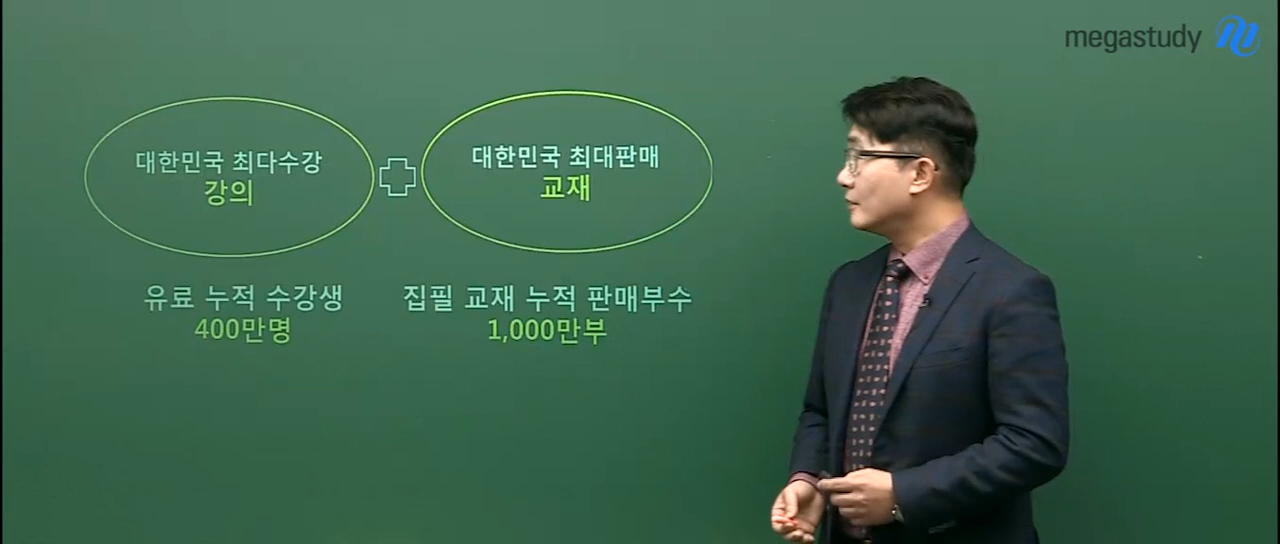 megastudy
대한민국 최다수강
강의
대한민국 최대판매
교재
유료 누적 수강생
400만명
집필 교재 누적 판매부수
1,000만부